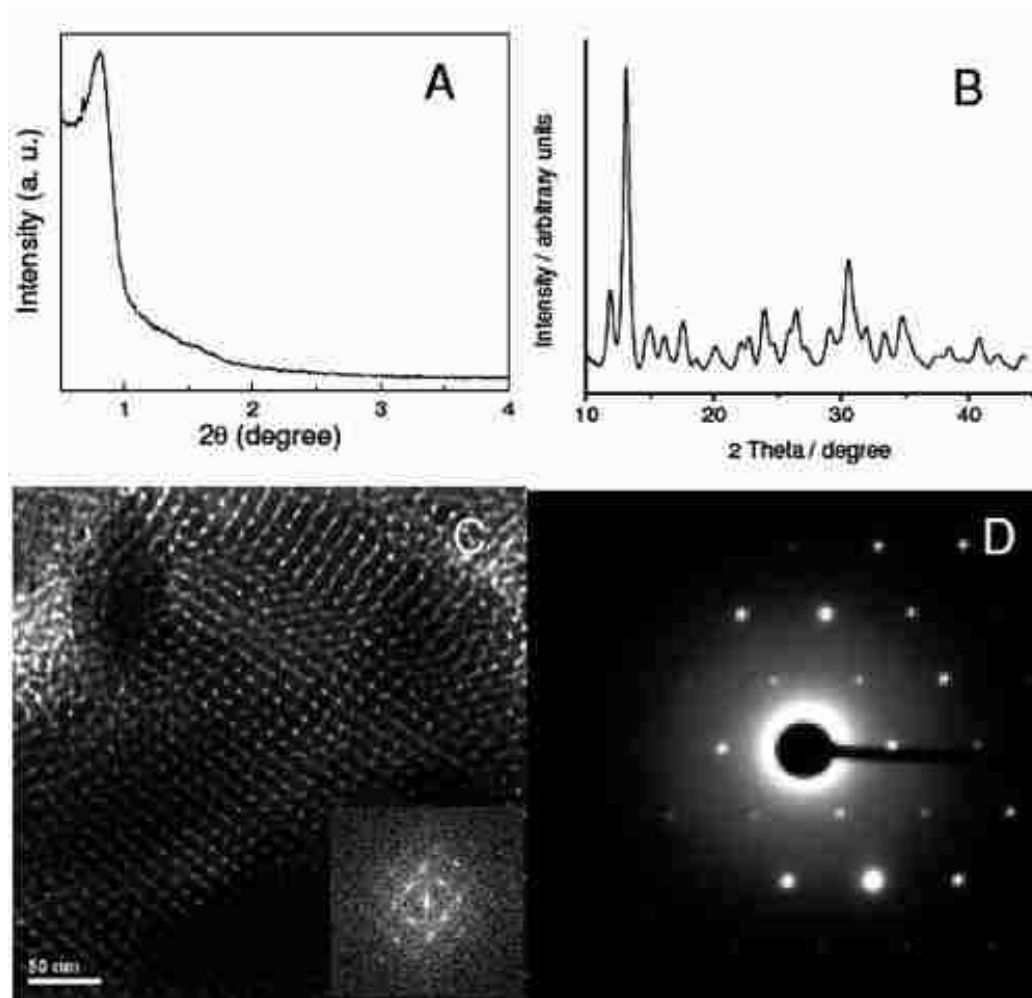 A
Intensity (a. u.)
1 2 3 4
2θ (degree)
B
Intensity / arbitrary units
10 20 30 40
2 Theta / degree
C
50 nm
D